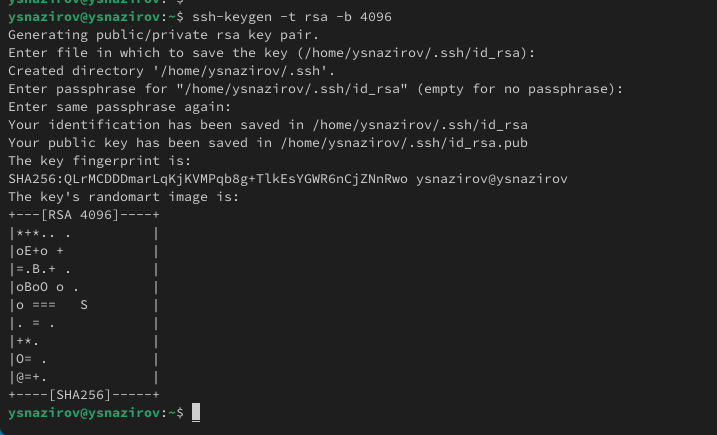 ysnazirov@ysnazirov:~$ ssh-keygen -t rsa -b 4096
Generating public/private rsa key pair.
Enter file in which to save the key (/home/ysnazirov/.ssh/id_rsa):
Created directory '/home/ysnazirov/.ssh'.
Enter passphrase for "/home/ysnazirov/.ssh/id_rsa" (empty for no passphrase):
Enter same passphrase again:
Your identification has been saved in /home/ysnazirov/.ssh/id_rsa
Your public key has been saved in /home/ysnazirov/.ssh/id_rsa.pub
The key fingerprint is:
SHA256:QLrMCDDDmarLqKjKVMPqb8g+TlkEsYGWR6nCjZNnRwo ysnazirov@ysnazirov
The key's randomart image is:
+---[RSA 4096]----+
|*+*.. .          |
|oE+o +           |
|=.B.+ .          |
|oBoO o .         |
|o ===   S        |
|. = .            |
|+*.              |
|O= .             |
|@=+.             |
+----[SHA256]-----+
ysnazirov@ysnazirov:~$